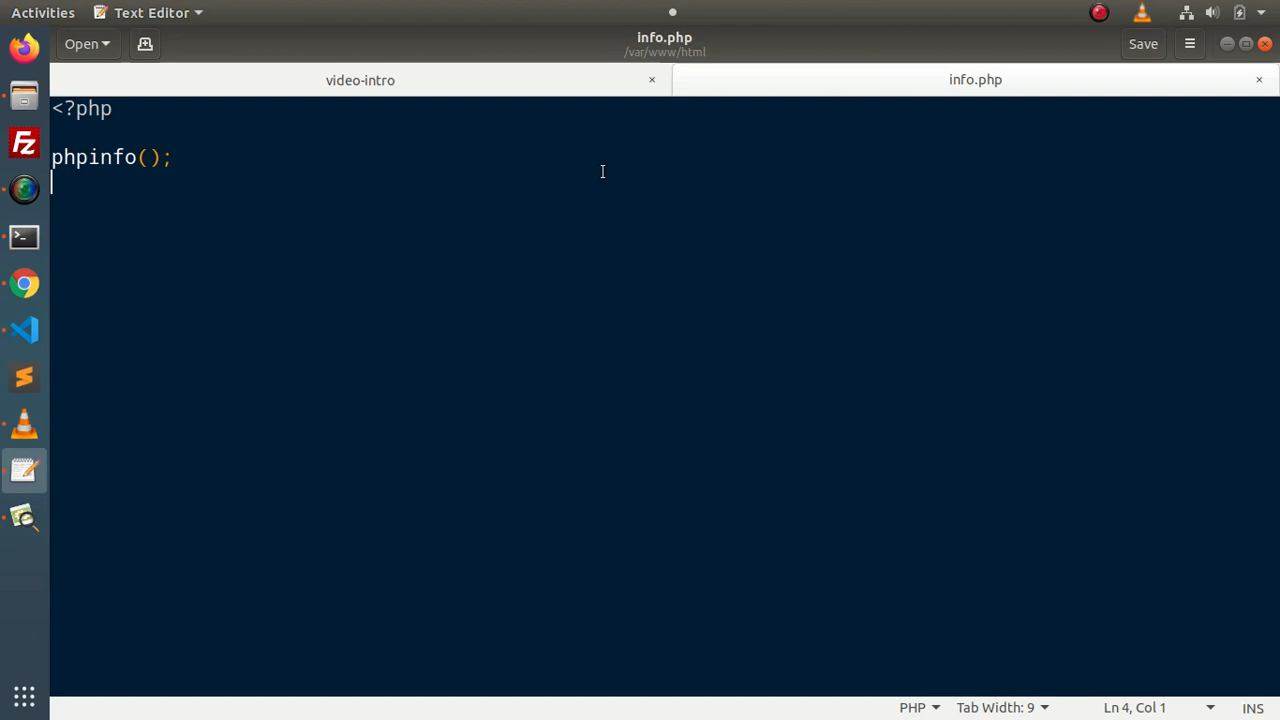 Activities Text Editor
Open info.php Save
/var/www/html
video-intro × info.php ×
<?php
phpinfo();
PHP Tab Width: 9 Ln 4, Col 1 INS